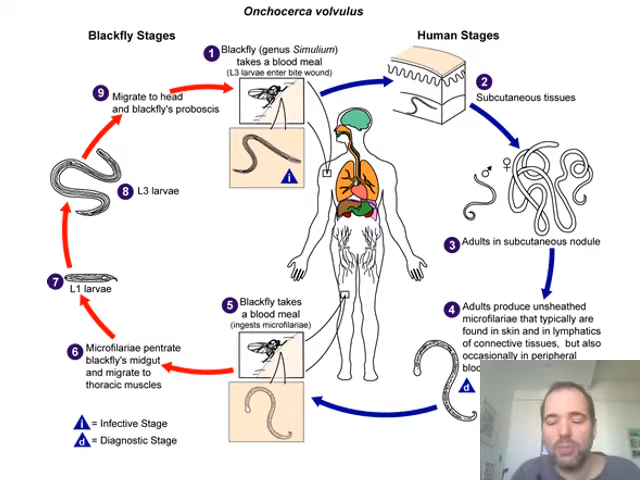 Onchocerca volvulus
Blackfly Stages
Human Stages
1 Blackfly (genus Simulium)
takes a blood meal
(L3 larvae enter bite wound)
i
2
Subcutaneous tissues
♂
♀
3 Adults in subcutaneous nodule
4 Adults produce unsheathed
microfilariae that typically are
found in skin and in lymphatics
of connective tissues, but also
occasionally in peripheral
d
5 Blackfly takes
a blood meal
(ingests microfilariae)
6 Microfilariae pentrate
blackfly's midgut
and migrate to
thoracic muscles
7
L1 larvae
8 L3 larvae
9 Migrate to head
and blackfly's proboscis
i = Infective Stage
d = Diagnostic Stage